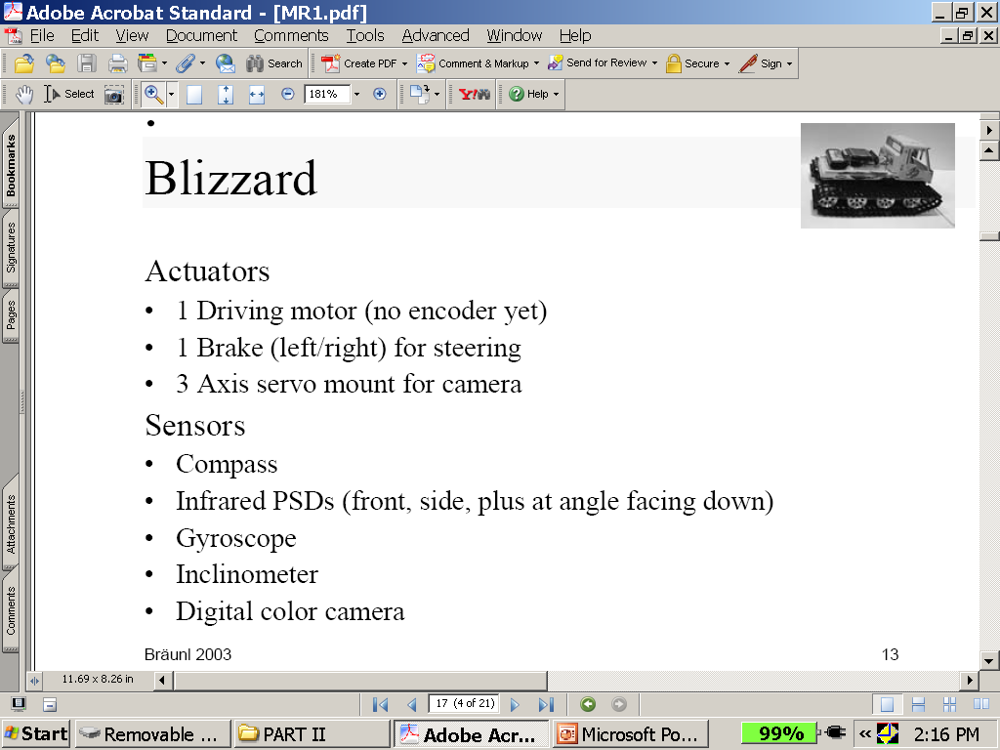 Adobe Acrobat Standard - [MR1.pdf]
File Edit View Document Comments Tools Advanced Window Help
Search Create PDF Comment & Markup Send for Review Secure Sign
Select 181% Y! Help
Bookmarks
Signatures
Pages
Attachments
Comments
•
Blizzard
Actuators
• 1 Driving motor (no encoder yet)
• 1 Brake (left/right) for steering
• 3 Axis servo mount for camera
Sensors
• Compass
• Infrared PSDs (front, side, plus at angle facing down)
• Gyroscope
• Inclinometer
• Digital color camera
Bräunl 2003 13
11.69 x 8.26 in
17 (4 of 21)
Start Removable ... PART II Adobe Acr... Microsoft Po... 99% « 2:16 PM